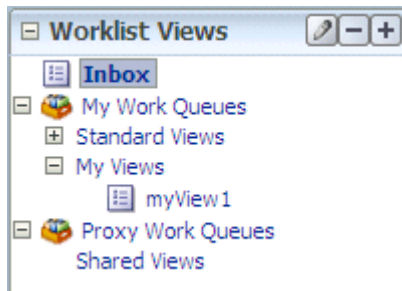 Worklist Views
Inbox
My Work Queues
Standard Views
My Views
myView1
Proxy Work Queues
Shared Views